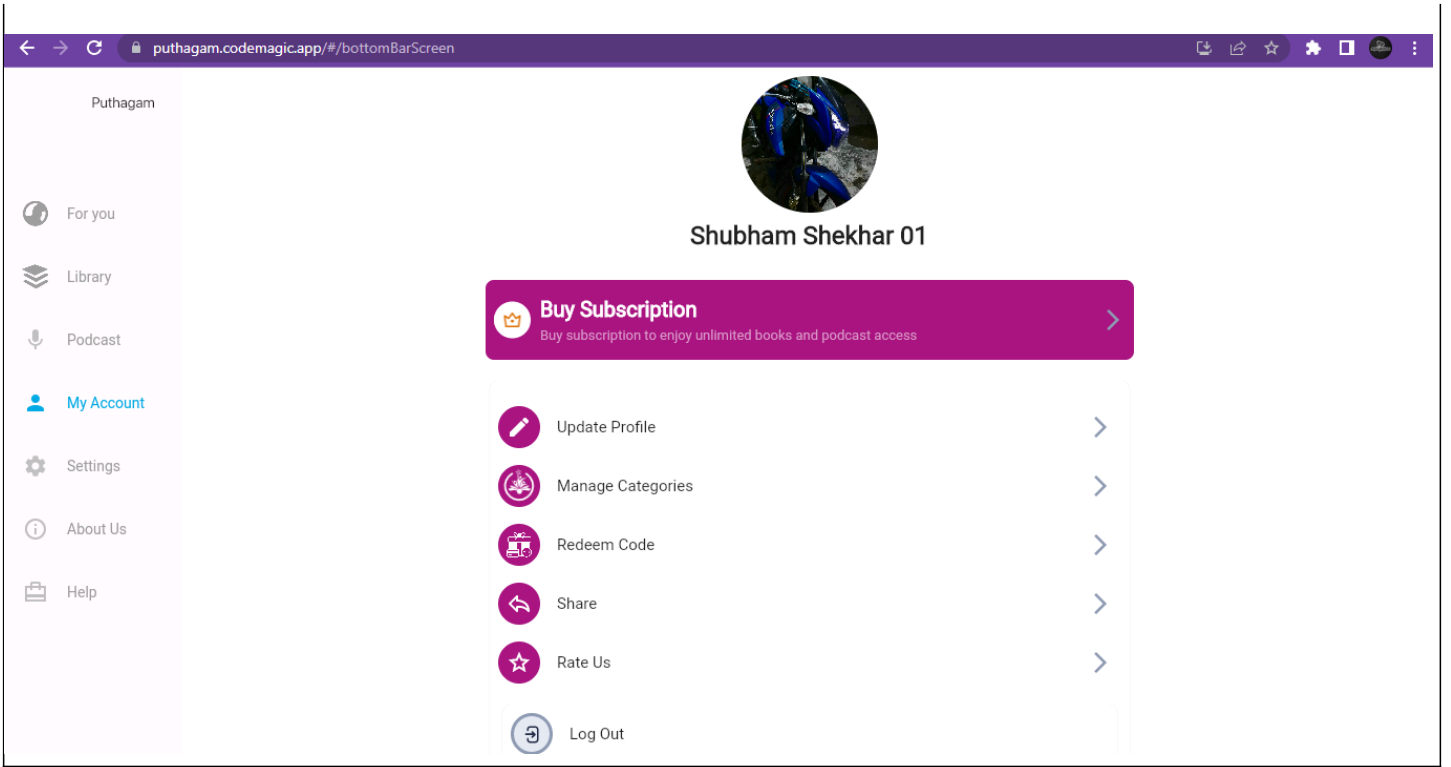 puthagam.codemagic.app/#/bottomBarScreen
Puthagam
For you
Library
Podcast
My Account
Settings
About Us
Help
Shubham Shekhar 01
Buy Subscription
Buy subscription to enjoy unlimited books and podcast access
Update Profile
Manage Categories
Redeem Code
Share
Rate Us
Log Out